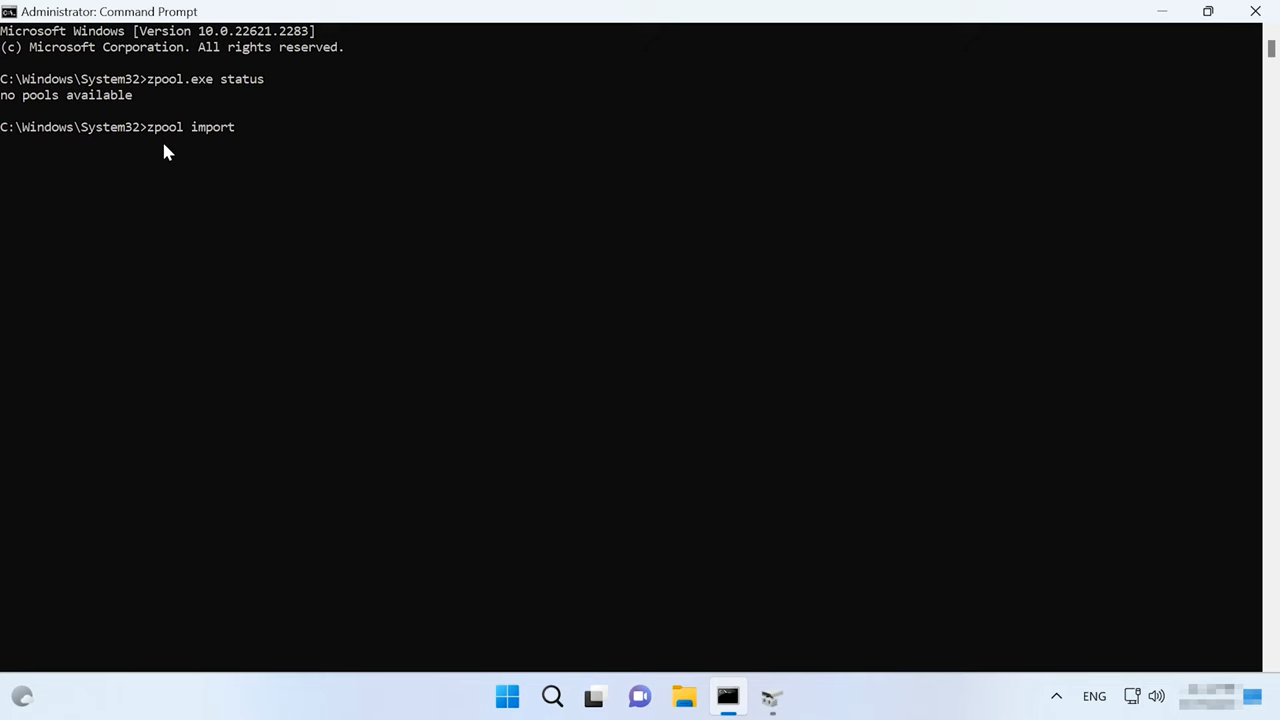 Administrator: Command Prompt
Microsoft Windows [Version 10.0.22621.2283]
(c) Microsoft Corporation. All rights reserved.
C:\Windows\System32>zpool.exe status
no pools available
C:\Windows\System32>zpool import
ENG